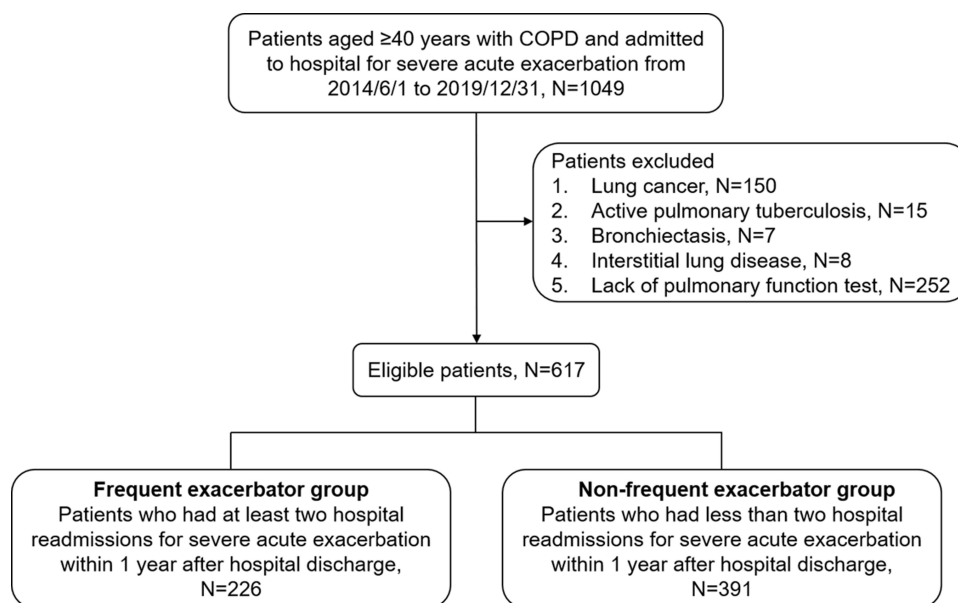 Patients aged ≥40 years with COPD and admitted
to hospital for severe acute exacerbation from
2014/6/1 to 2019/12/31, N=1049
Patients excluded
1. Lung cancer, N=150
2. Active pulmonary tuberculosis, N=15
3. Bronchiectasis, N=7
4. Interstitial lung disease, N=8
5. Lack of pulmonary function test, N=252
Eligible patients, N=617
Frequent exacerbator group
Patients who had at least two hospital
readmissions for severe acute exacerbation
within 1 year after hospital discharge,
N=226
Non-frequent exacerbator group
Patients who had less than two hospital
readmissions for severe acute exacerbation
within 1 year after hospital discharge,
N=391